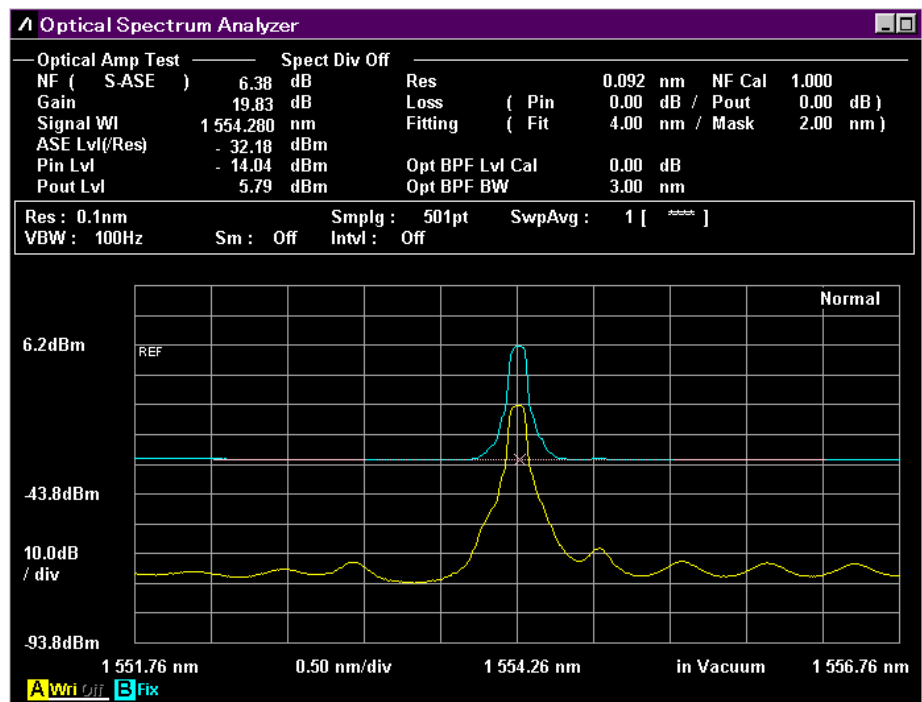 Optical Spectrum Analyzer
Optical Amp Test Spect Div Off
NF ( S-ASE ) 6.38 dB Res 0.092 nm NF Cal 1.000
Gain 19.83 dB Loss ( Pin 0.00 dB / Pout 0.00 dB )
Signal Wl 1 554.280 nm Fitting ( Fit 4.00 nm / Mask 2.00 nm )
ASE Lvl(/Res) - 32.18 dBm
Pin Lvl - 14.04 dBm Opt BPF Lvl Cal 0.00 dB
Pout Lvl 5.79 dBm Opt BPF BW 3.00 nm
Res : 0.1nm Smplg : 501pt SwpAvg : 1 [ **** ]
VBW : 100Hz Sm : Off Intvl : Off
Normal
6.2dBm
REF
-43.8dBm
10.0dB
/ div
-93.8dBm
1 551.76 nm 0.50 nm/div 1 554.26 nm in Vacuum 1 556.76 nm
A Wri Off B Fix